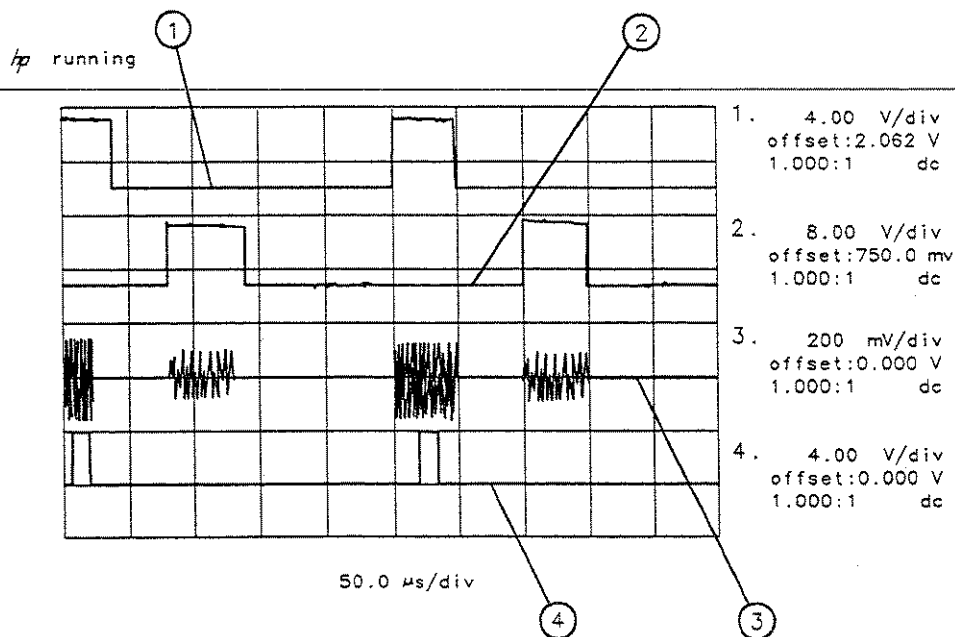 1
2
hp running
1. 4.00 V/div
offset:2.062 V
1.000:1 dc
2. 8.00 V/div
offset:750.0 mv
1.000:1 dc
3. 200 mV/div
offset:0.000 V
1.000:1 dc
4. 4.00 V/div
offset:0.000 V
1.000:1 dc
50.0 μs/div
4
3